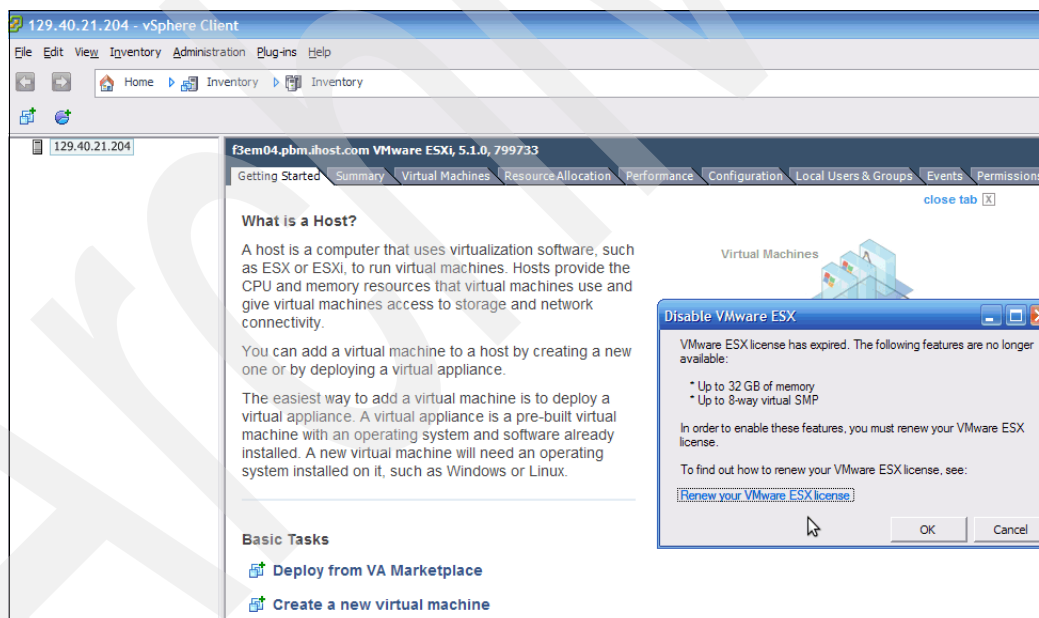 129.40.21.204 - vSphere Client
File Edit View Inventory Administration Plug-ins Help
Home Inventory Inventory
129.40.21.204
f3em04.pbm.ihost.com VMware ESXi, 5.1.0, 799733
Getting Started Summary Virtual Machines Resource Allocation Performance Configuration Local Users & Groups Events Permissions
close tab X
What is a Host?
A host is a computer that uses virtualization software, such
as ESX or ESXi, to run virtual machines. Hosts provide the
CPU and memory resources that virtual machines use and
give virtual machines access to storage and network
connectivity.
You can add a virtual machine to a host by creating a new
one or by deploying a virtual appliance.
The easiest way to add a virtual machine is to deploy a
virtual appliance. A virtual appliance is a pre-built virtual
machine with an operating system and software already
installed. A new virtual machine will need an operating
system installed on it, such as Windows or Linux.
Basic Tasks
Deploy from VA Marketplace
Create a new virtual machine
Virtual Machines
Disable VMware ESX
VMware ESX license has expired. The following features are no longer
available:
* Up to 32 GB of memory
* Up to 8-way virtual SMP
In order to enable these features, you must renew your VMware ESX
license.
To find out how to renew your VMware ESX license, see:
Renew your VMware ESX license
OK Cancel